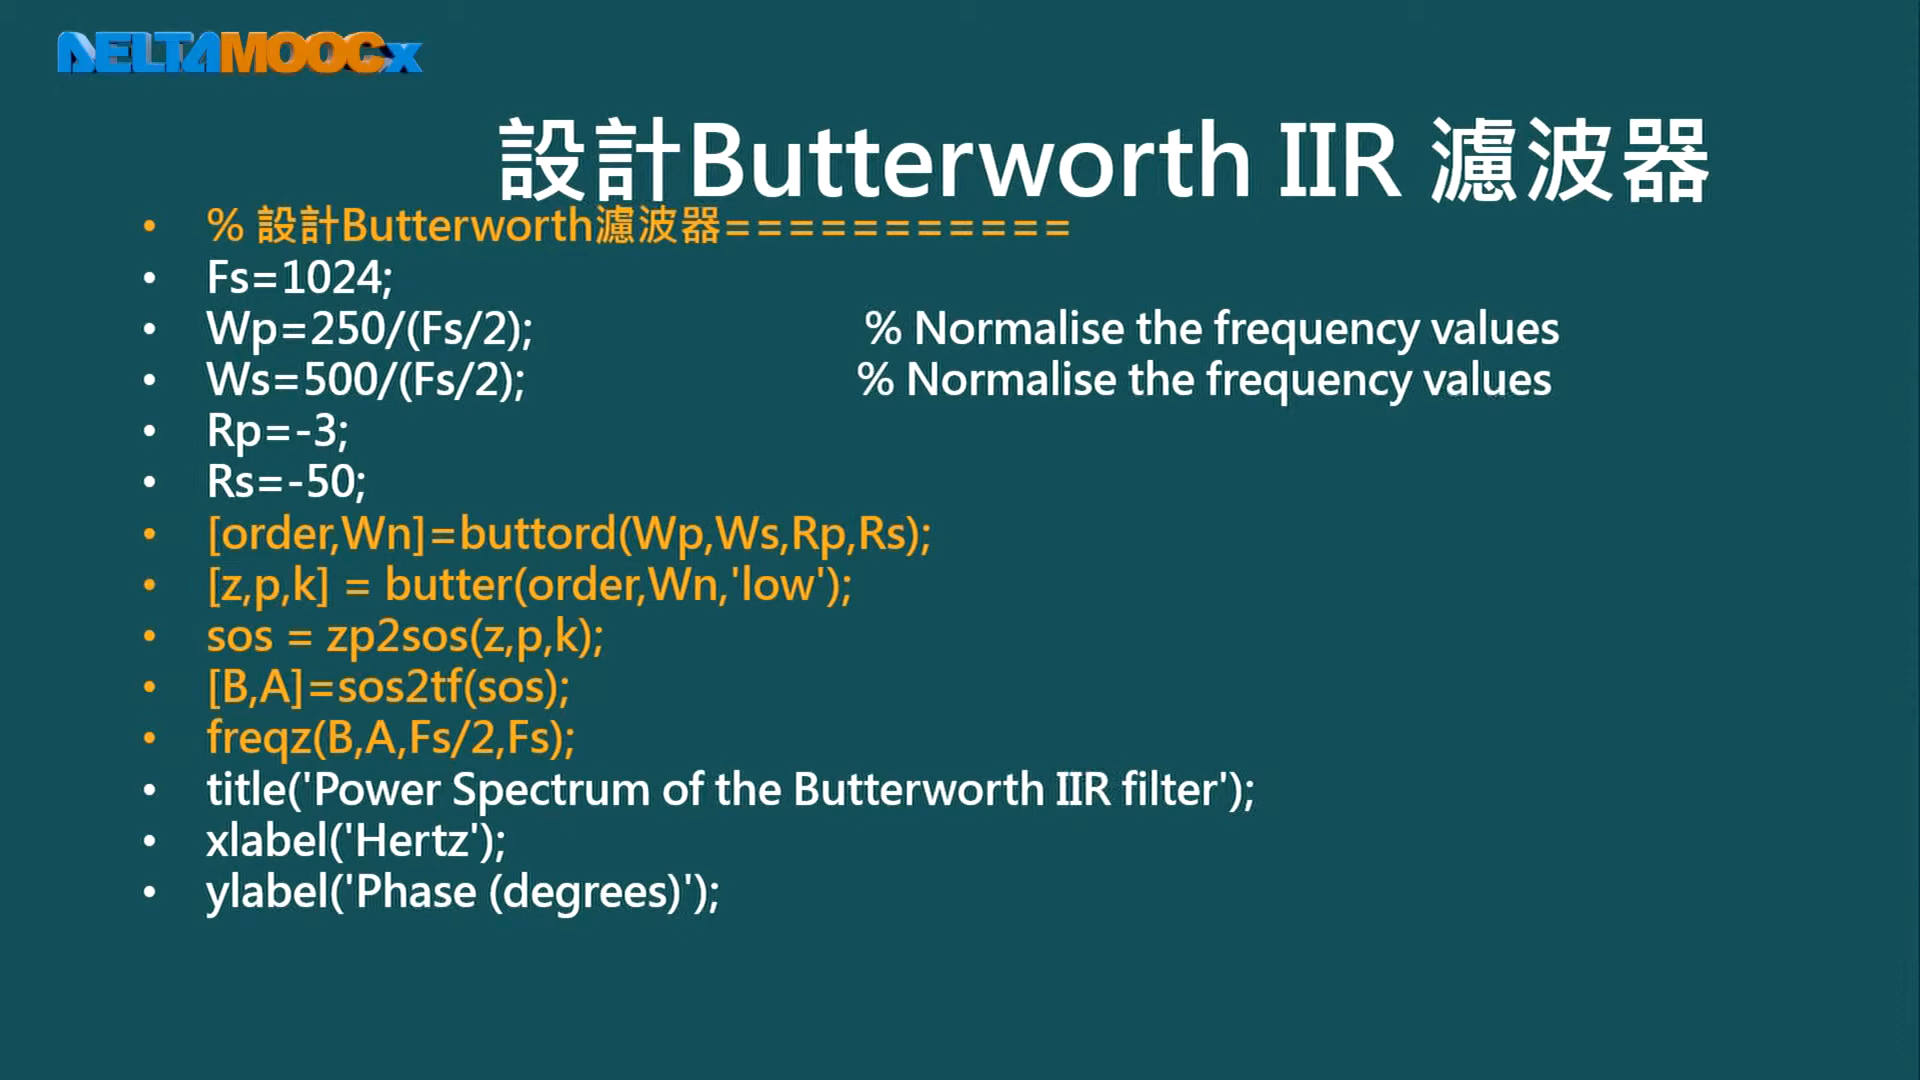 DELTAMOOCx
設計Butterworth IIR 濾波器
• % 設計Butterworth濾波器===========
• Fs=1024;
• Wp=250/(Fs/2); % Normalise the frequency values
• Ws=500/(Fs/2); % Normalise the frequency values
• Rp=-3;
• Rs=-50;
• [order,Wn]=buttord(Wp,Ws,Rp,Rs);
• [z,p,k] = butter(order,Wn,'low');
• sos = zp2sos(z,p,k);
• [B,A]=sos2tf(sos);
• freqz(B,A,Fs/2,Fs);
• title('Power Spectrum of the Butterworth IIR filter');
• xlabel('Hertz');
• ylabel('Phase (degrees)');